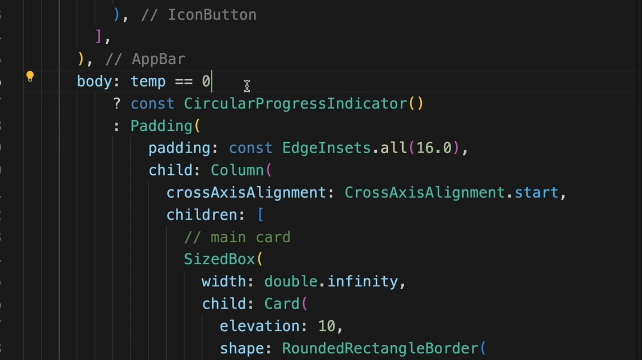 ), // IconButton
],
), // AppBar
body: temp == 0
? const CircularProgressIndicator()
: Padding(
padding: const EdgeInsets.all(16.0),
child: Column(
crossAxisAlignment: CrossAxisAlignment.start,
children: [
// main card
SizedBox(
width: double.infinity,
child: Card(
elevation: 10,
shape: RoundedRectangleBorder(